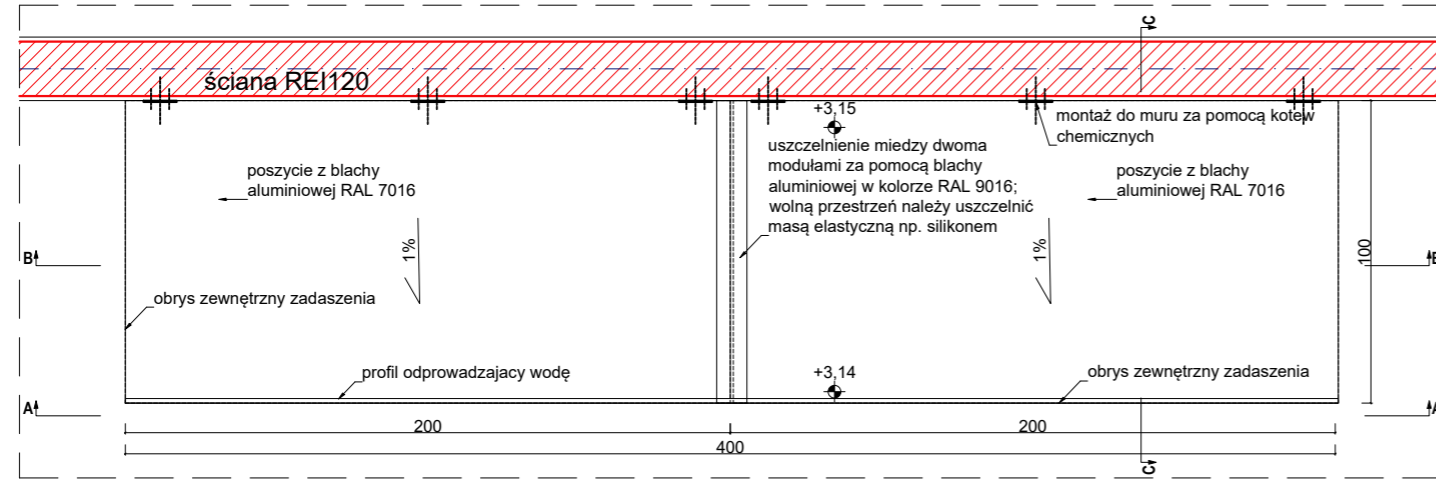 C
ściana REI120
+3,15
montaż do muru za pomocą kotew
chemicznych
uszczelnienie miedzy dwoma
modułami za pomocą blachy
aluminiowej w kolorze RAL 9016;
wolną przestrzeń należy uszczelnić
masą elastyczną np. silikonem
poszycie z blachy
aluminiowej RAL 7016
poszycie z blachy
aluminiowej RAL 7016
1%
1%
100
B
B
obrys zewnętrzny zadaszenia
profil odprowadzajacy wodę
+3,14
obrys zewnętrzny zadaszenia
A
A
200
200
400
C